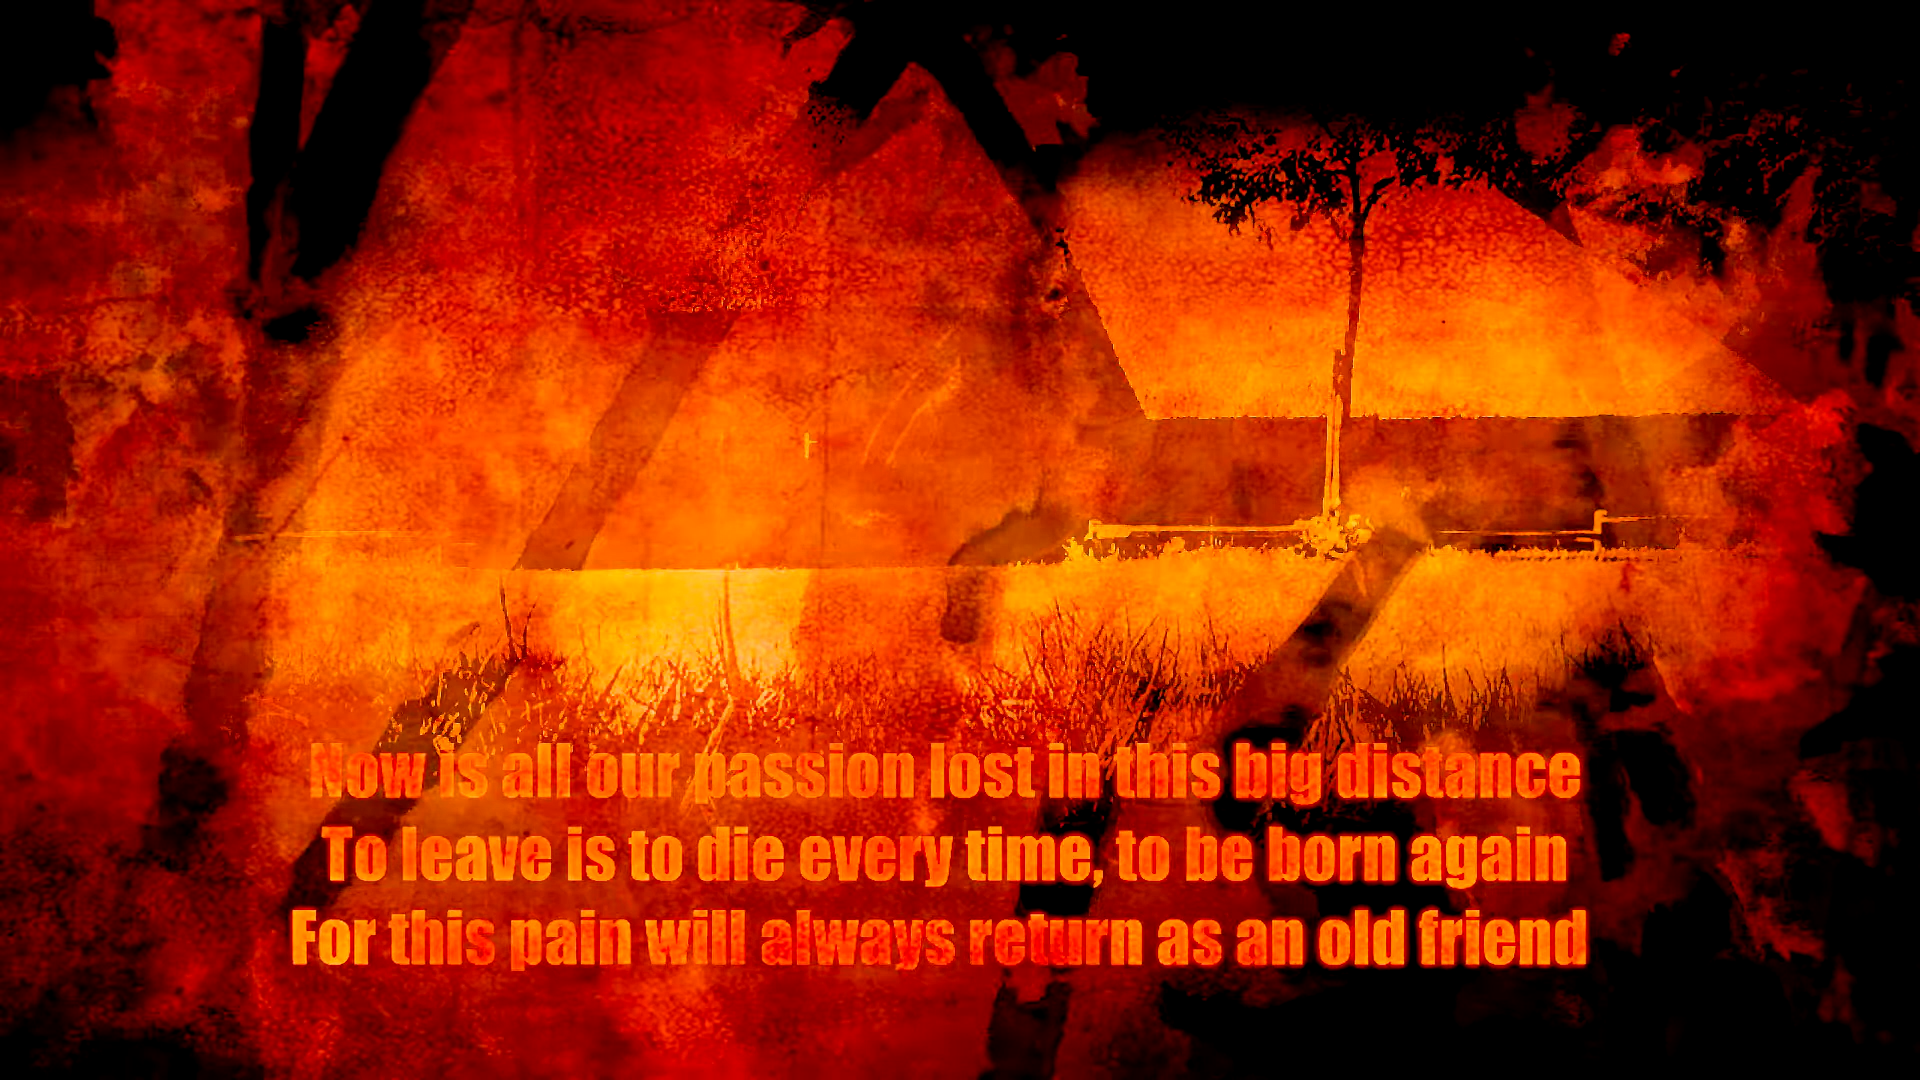 Now is all our passion lost in this big distance
To leave is to die every time, to be born again
For this pain will always return as an old friend